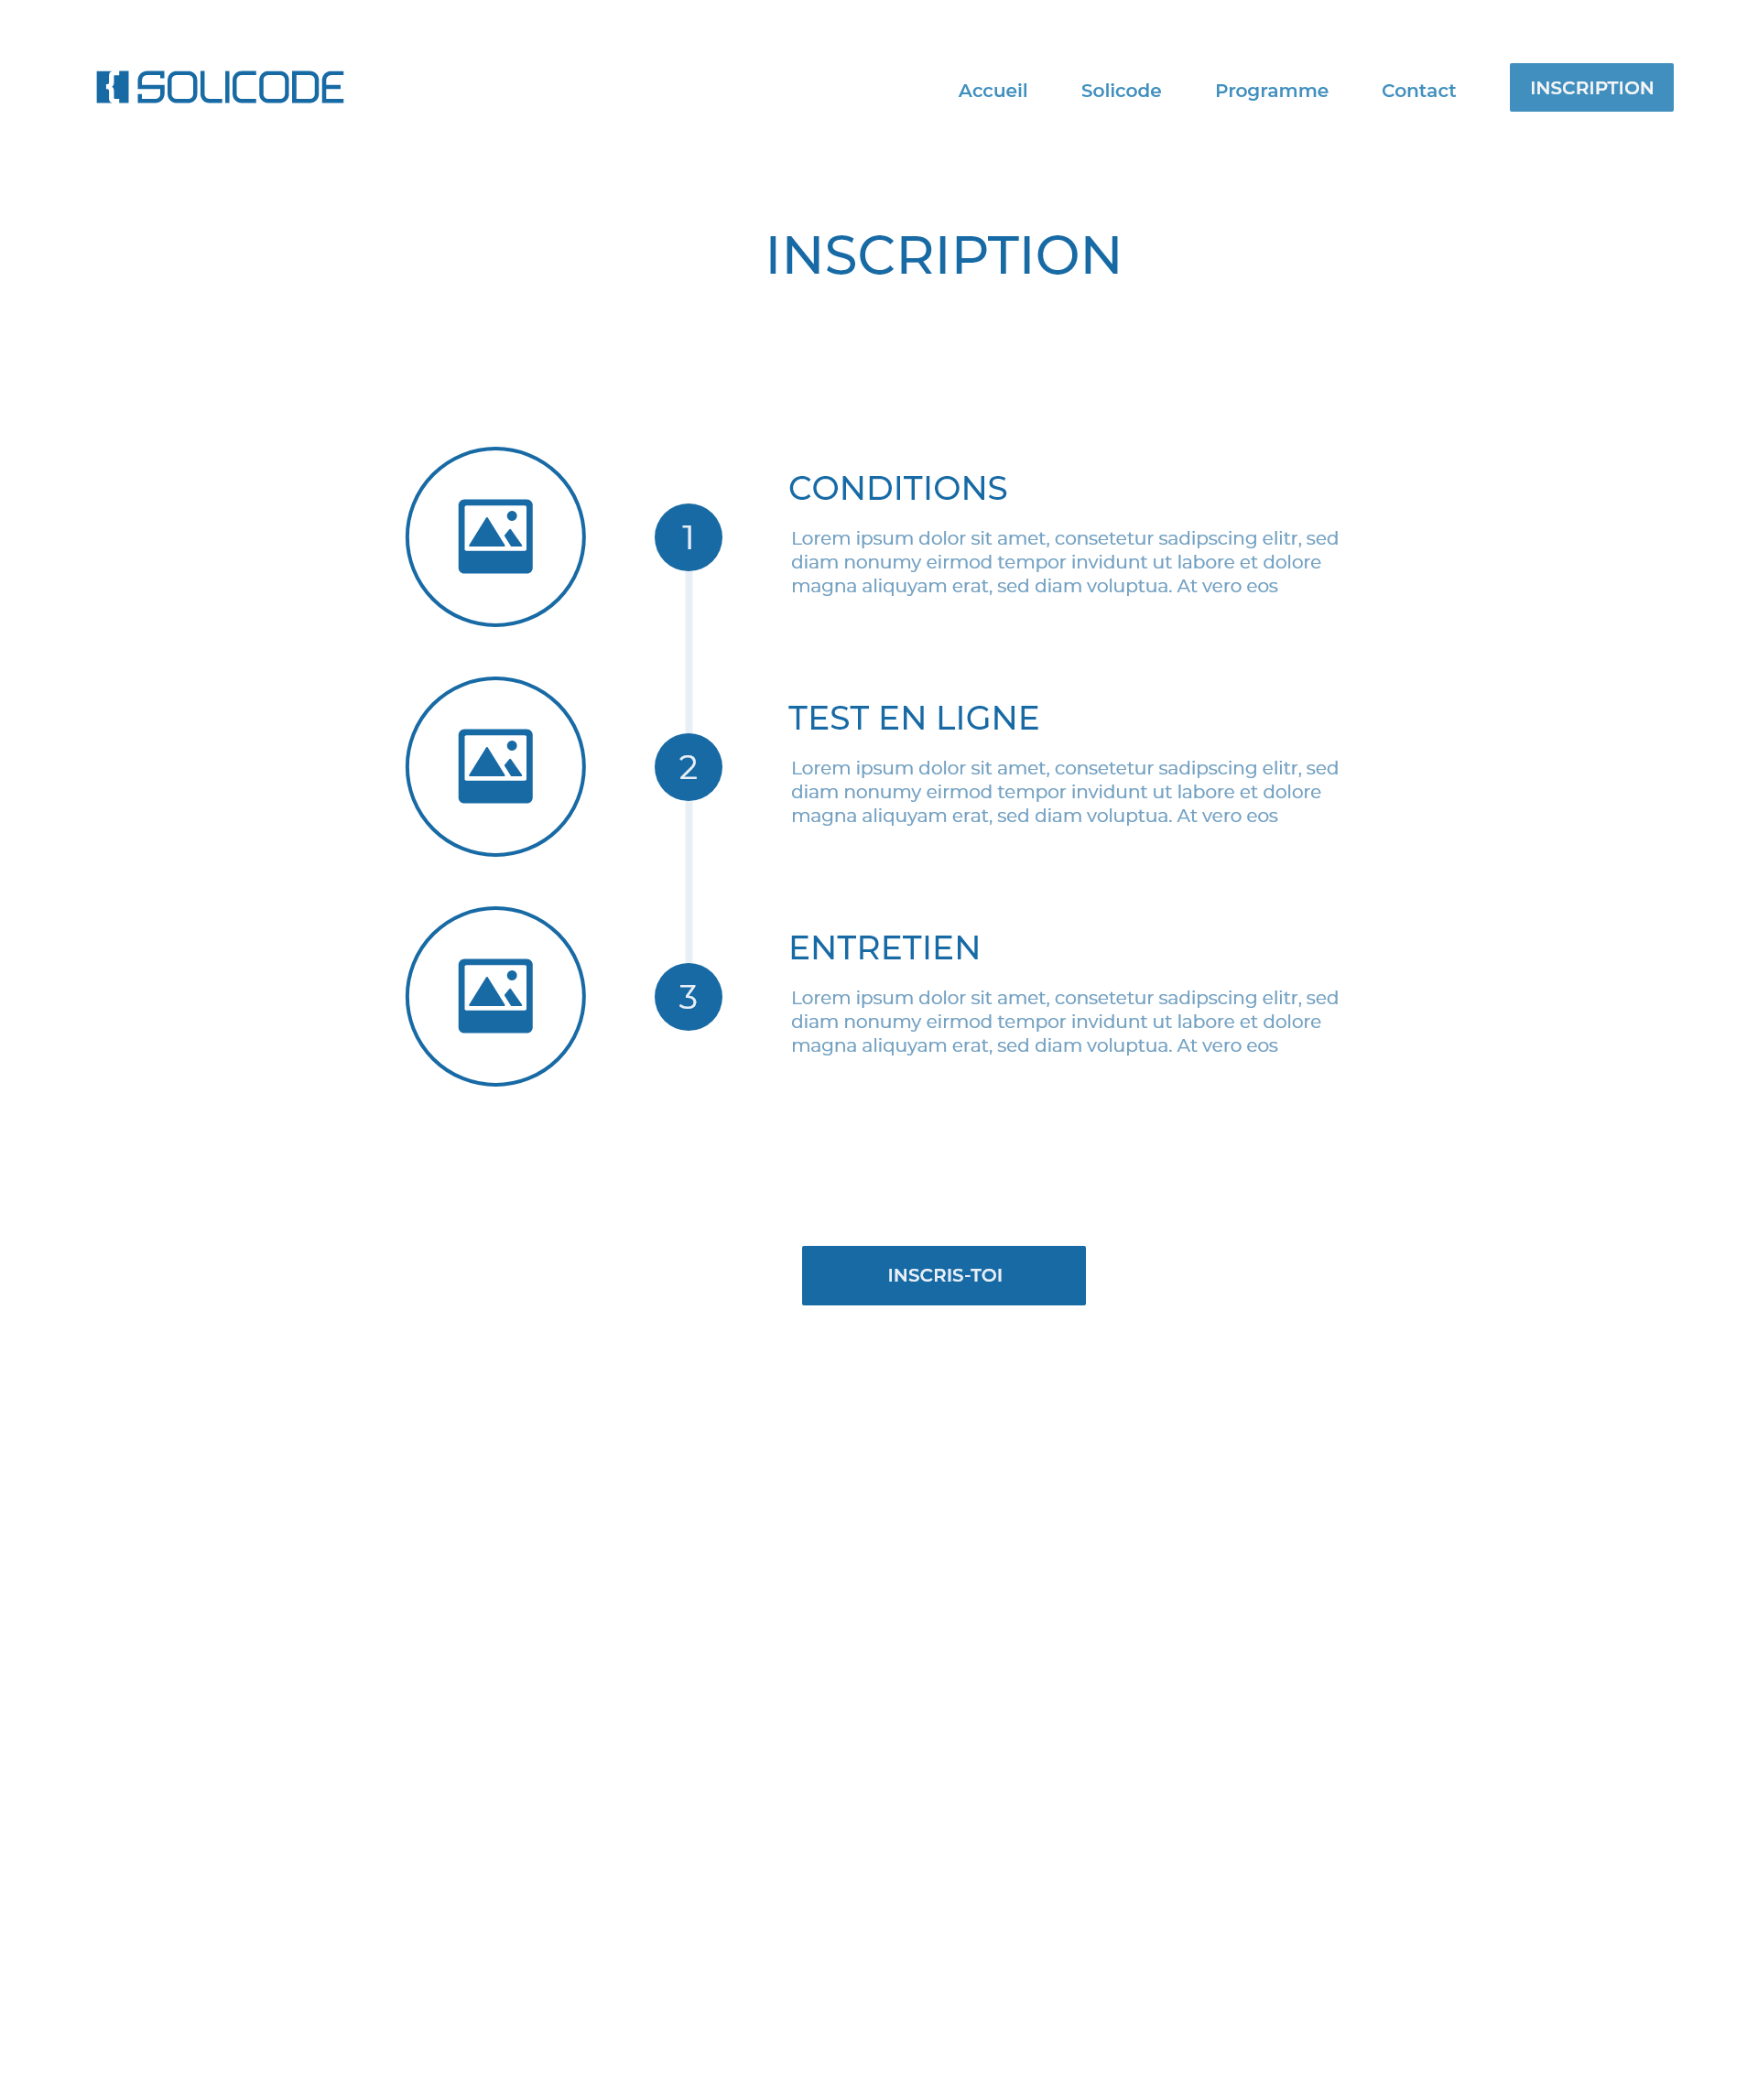 SOLICODE
Accueil Solicode Programme Contact INSCRIPTION
INSCRIPTION
CONDITIONS
1
Lorem ipsum dolor sit amet, consetetur sadipscing elitr, sed
diam nonumy eirmod tempor invidunt ut labore et dolore
magna aliquyam erat, sed diam voluptua. At vero eos
TEST EN LIGNE
2
Lorem ipsum dolor sit amet, consetetur sadipscing elitr, sed
diam nonumy eirmod tempor invidunt ut labore et dolore
magna aliquyam erat, sed diam voluptua. At vero eos
ENTRETIEN
3
Lorem ipsum dolor sit amet, consetetur sadipscing elitr, sed
diam nonumy eirmod tempor invidunt ut labore et dolore
magna aliquyam erat, sed diam voluptua. At vero eos
INSCRIS-TOI